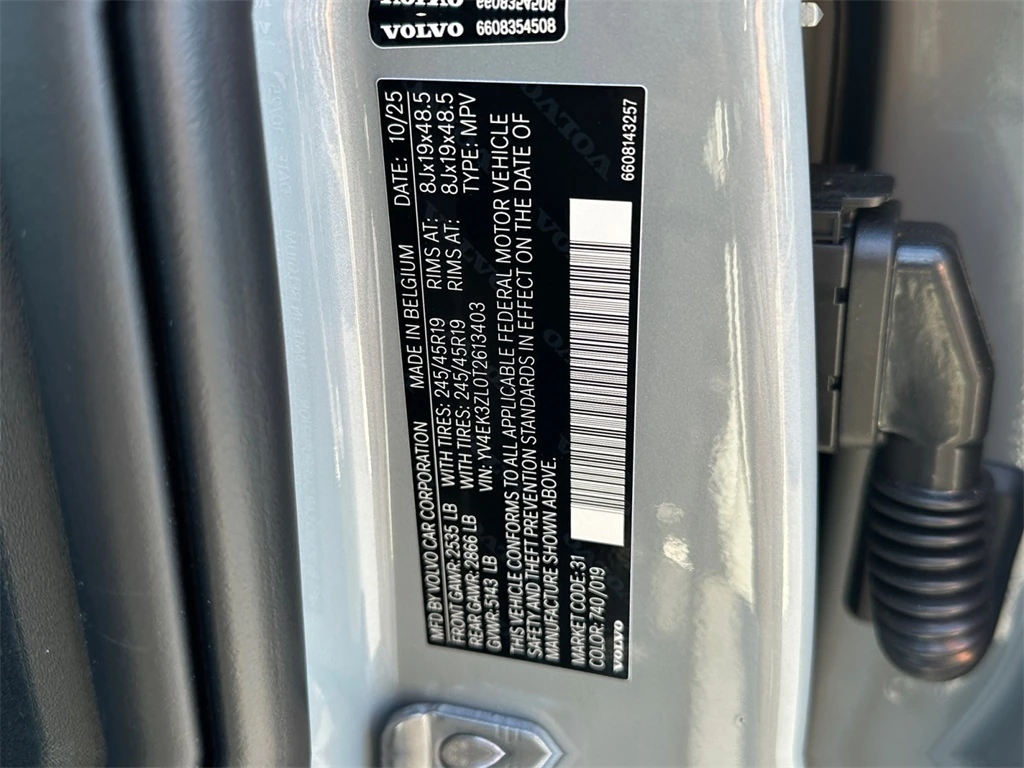 6608324208
VOLVO 6608354508
MFD BY VOLVO CAR CORPORATION MADE IN BELGIUM DATE: 10/25
FRONT GAWR: 2535 LB WITH TIRES: 245/45R19 RIMS AT: 8Jx19x48.5
REAR GAWR: 2866 LB WITH TIRES: 245/45R19 RIMS AT: 8Jx19x48.5
GVWR: 5143 LB VIN: YV4EK3ZL0T2613403 TYPE: MPV
THIS VEHICLE CONFORMS TO ALL APPLICABLE FEDERAL MOTOR VEHICLE
SAFETY AND THEFT PREVENTION STANDARDS IN EFFECT ON THE DATE OF
MANUFACTURE SHOWN ABOVE.
MARKET CODE: 31
COLOR: 740/019
VOLVO 6608143257